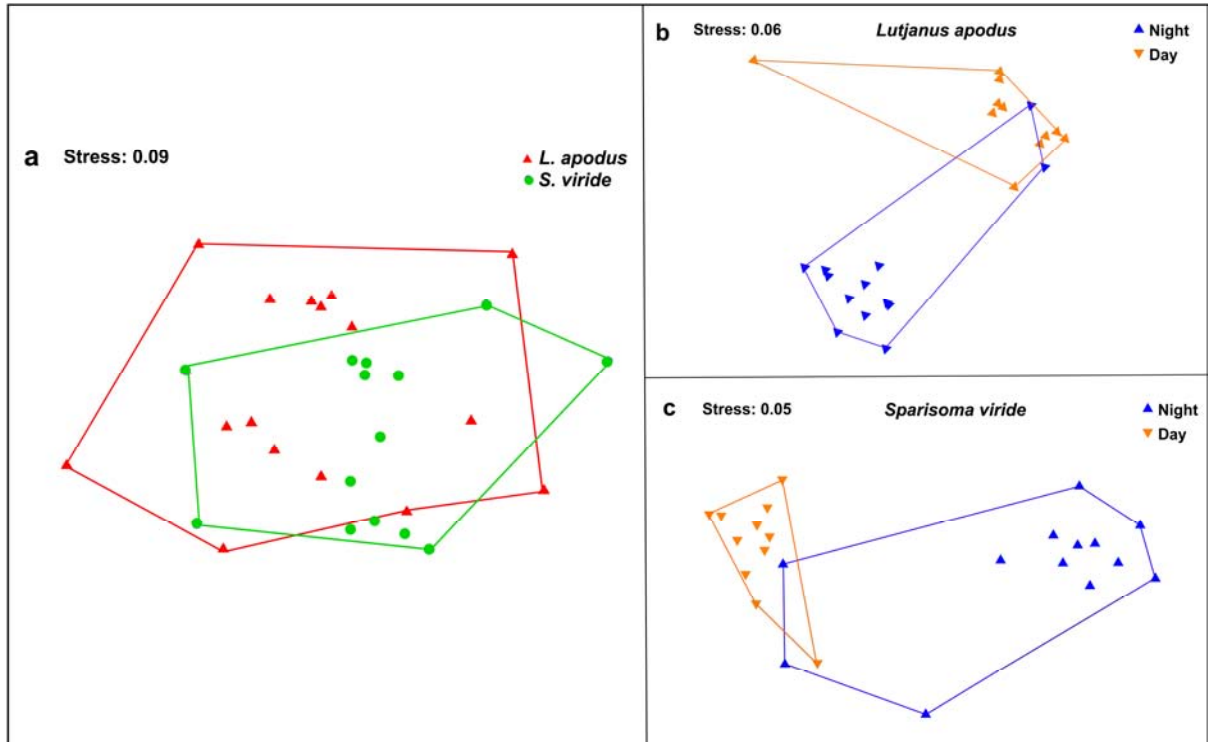 a Stress: 0.09
L. apodus
S. viride
b Stress: 0.06 Lutjanus apodus
Night
Day
c Stress: 0.05 Sparisoma viride
Night
Day